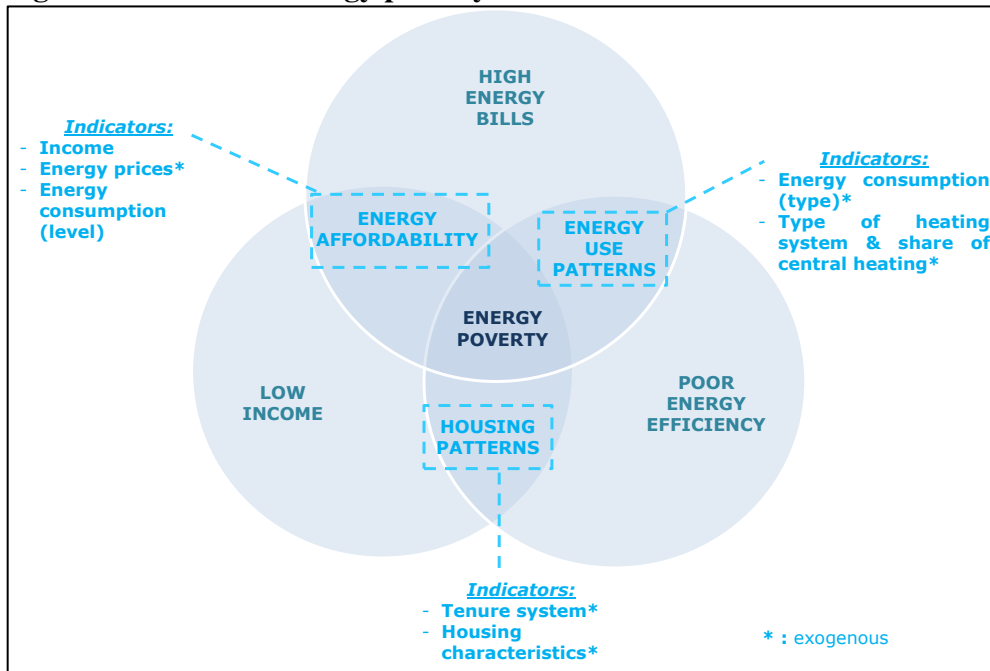 HIGH
ENERGY
BILLS
Indicators:
- Income
- Energy prices*
- Energy
consumption
(level)
Indicators:
- Energy consumption
(type)*
- Type of heating
system & share of
central heating*
ENERGY
AFFORDABILITY
ENERGY
USE
PATTERNS
ENERGY
POVERTY
LOW
INCOME
POOR
ENERGY
EFFICIENCY
HOUSING
PATTERNS
Indicators:
- Tenure system*
- Housing
characteristics*
* : exogenous